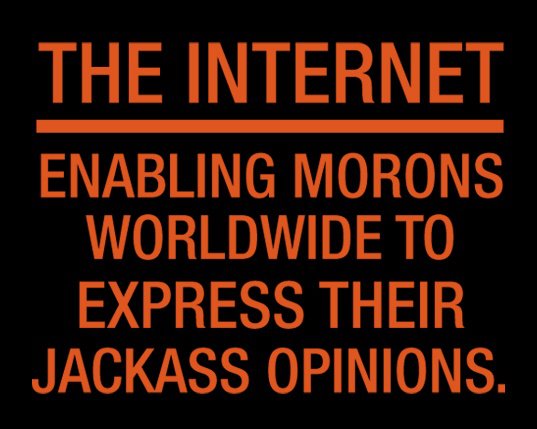 THE INTERNET
ENABLING MORONS
WORLDWIDE TO
EXPRESS THEIR
JACKASS OPINIONS.